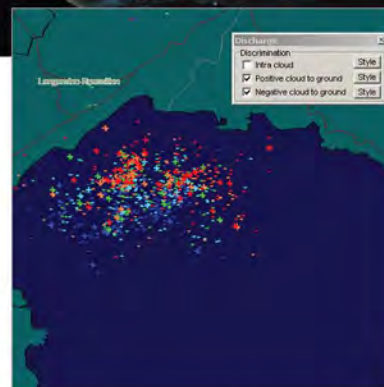 Discharge
Discrimination
Intra cloud
Style
Positive cloud to ground
Style
Negative cloud to ground
Style
Languedoc-Roussillon